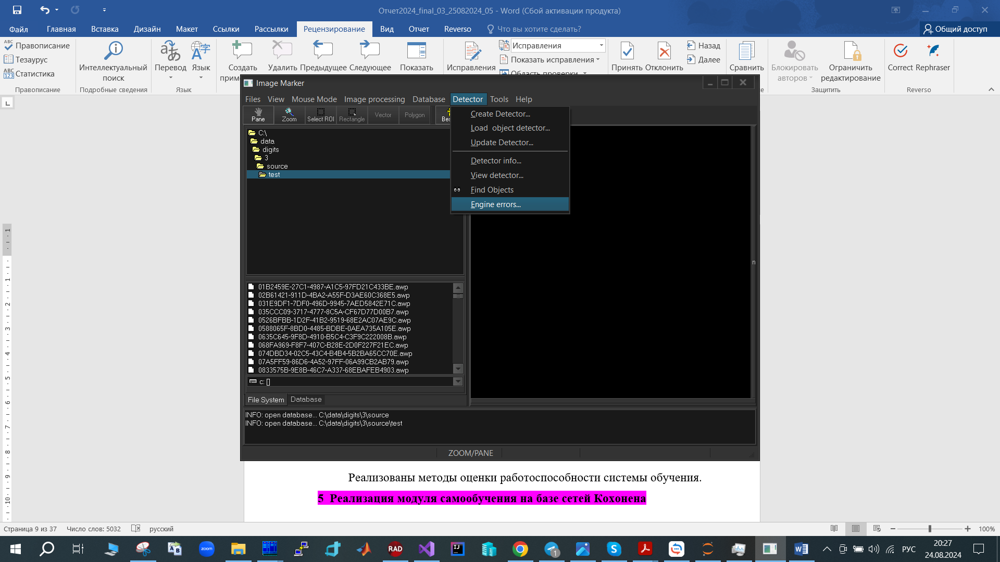 Отчет2024_final_03_25082024_05 - Word (Сбой активации продукта)
Файл Главная Вставка Дизайн Макет Ссылки Рассылки Рецензирование Вид Отчет Reverso Что вы хотите сделать? Общий доступ
ABC Правописание
Тезаурус
ABC 123 Статистика
Правописание
Интеллектуальный поиск
Подробные сведения
Перевод Язык
Язык
Создать
Удалить Предыдущее Следующее Показать
Исправления
Исправления
Показать исправления
Область проверки
Принять Отклонить
Назад
Далее
Сравнить
Блокировать авторов
Ограничить редактирование
Защитить
Correct Rephraser
Reverso
Image Marker
Files View Mouse Mode Image processing Database Detector Tools Help
Pane Zoom Select ROI Rectangle Vector Polygon
Create Detector...
Load object detector...
Update Detector...
Detector info...
View detector...
Find Objects
Engine errors...
C:\
data
digits
3
source
test
01B2459E-27C1-4987-A1C5-97FD21C433BE.awp
02B61421-911D-4BA2-A55F-D3AE60C368E5.awp
031E9DF1-7DF0-496D-9945-7AED5842E71C.awp
035CCC09-3717-4777-8C5A-CF67D77D00B7.awp
0526BFBB-1D2F-41B2-9519-68E2AC07AE9C.awp
0588065F-8BD0-4485-BDBE-0AEA735A105E.awp
0635C645-9F8D-4910-B5C4-C3F9C222008B.awp
068FA969-F8F7-407C-B28E-2D0F227F21EC.awp
074DBD34-02C5-43C4-B4B4-5B2BA65CC70E.awp
07A5FF59-86D6-4A52-97FF-06A99CB2AB79.awp
0833575B-9E8B-46C7-A337-68EBAFEB4903.awp
c: []
File System Database
INFO: open database... C:\data\digits\3\source
INFO: open database... C:\data\digits\3\source\test
ZOOM/PANE
Реализованы методы оценки работоспособности системы обучения.
5 Реализация модуля самообучения на базе сетей Кохонена
Страница 9 из 37 Число слов: 5032 русский 100%
zoom RAD РУС
20:27
24.08.2024